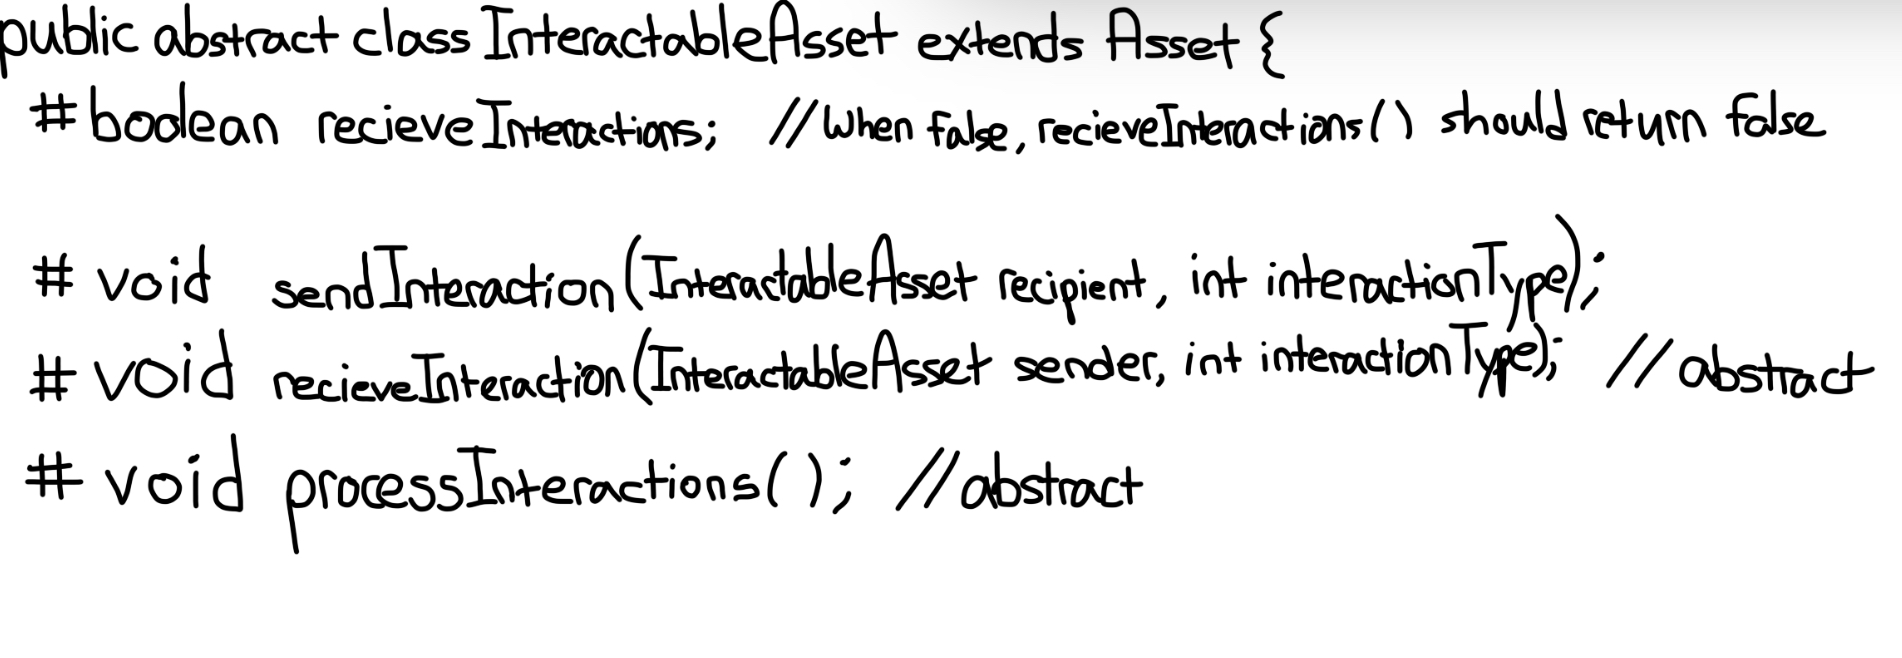 public abstract class InteractableAsset extends Asset {
# boolean recieveInteractions; //When false, recieveInteractions() should return false
# void sendInteraction(InteractableAsset recipient, int interactionType);
# void recieveInteraction(InteractableAsset sender, int interactionType); //abstract
# void processInteractions(); //abstract